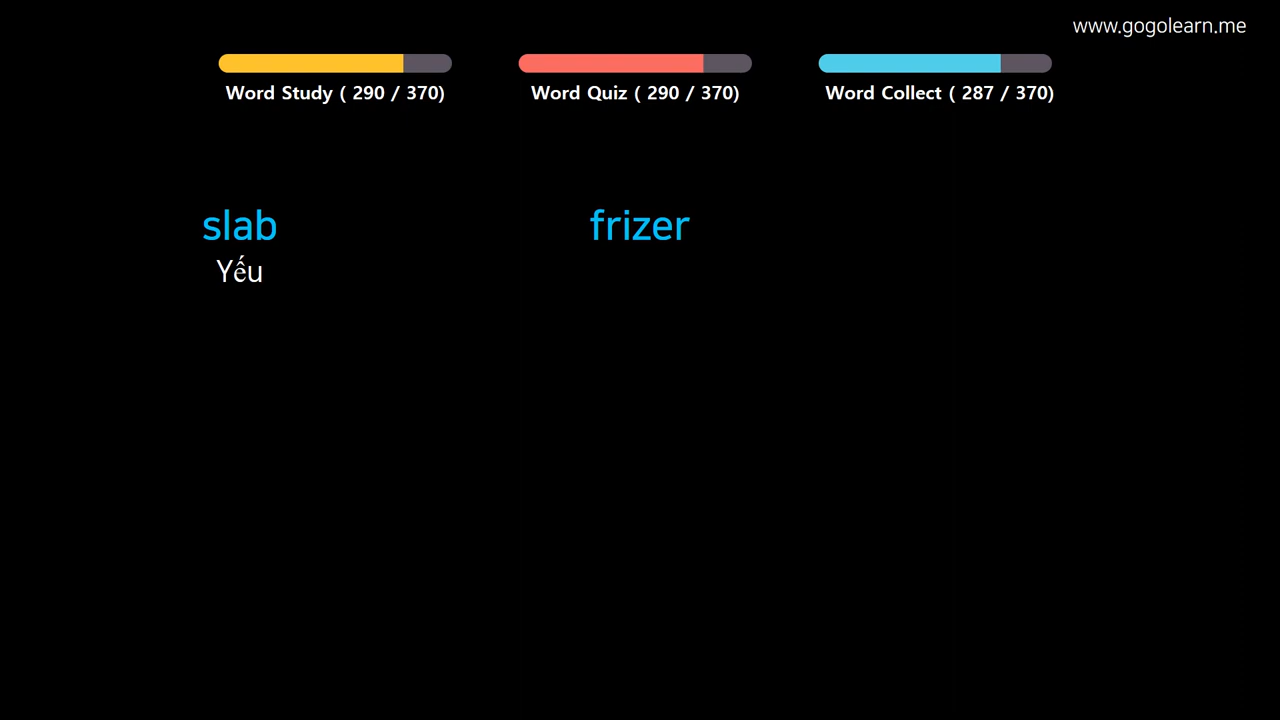 www.gogolearn.me
Word Study ( 290 / 370)
Word Quiz ( 290 / 370)
Word Collect ( 287 / 370)
slab
frizer
Yếu